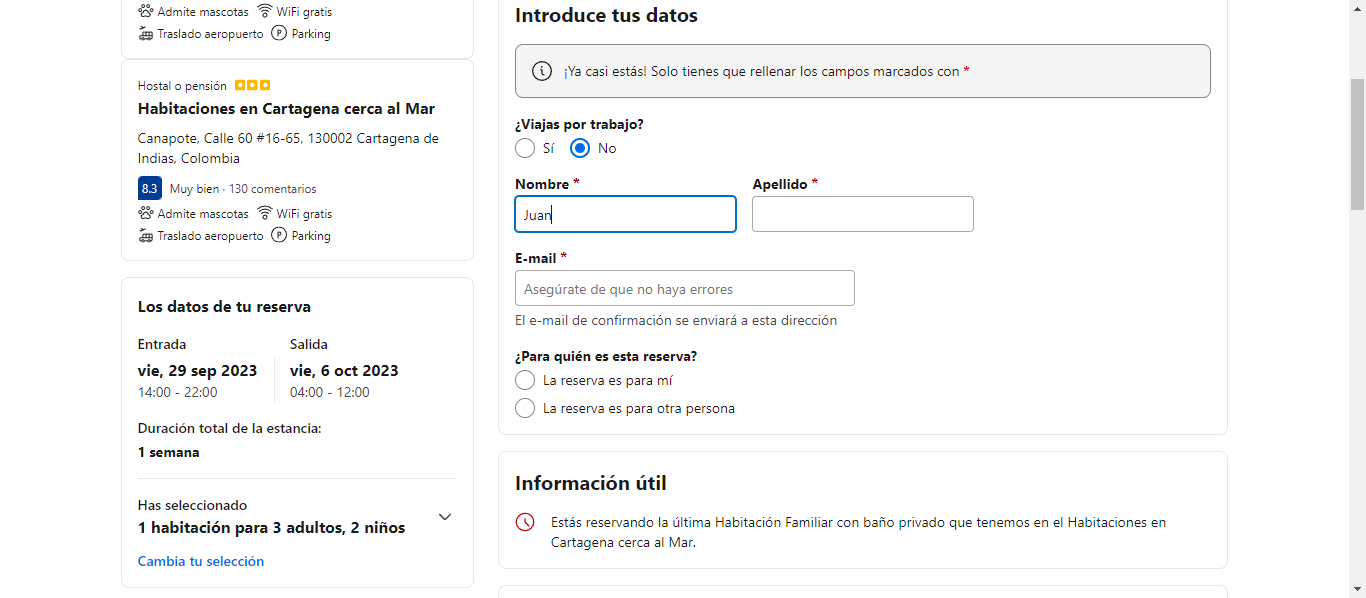 Admite mascotas WiFi gratis
Traslado aeropuerto P Parking
Hostal o pensión
Habitaciones en Cartagena cerca al Mar
Canapote, Calle 60 #16-65, 130002 Cartagena de
Indias, Colombia
8.3 Muy bien · 130 comentarios
Admite mascotas WiFi gratis
Traslado aeropuerto P Parking
Los datos de tu reserva
Entrada Salida
vie, 29 sep 2023 vie, 6 oct 2023
14:00 - 22:00 04:00 - 12:00
Duración total de la estancia:
1 semana
Has seleccionado
1 habitación para 3 adultos, 2 niños
Cambia tu selección
Introduce tus datos
¡Ya casi estás! Solo tienes que rellenar los campos marcados con *
¿Viajas por trabajo?
Sí No
Nombre * Apellido *
Juan
E-mail *
Asegúrate de que no haya errores
El e-mail de confirmación se enviará a esta dirección
¿Para quién es esta reserva?
La reserva es para mí
La reserva es para otra persona
Información útil
Estás reservando la última Habitación Familiar con baño privado que tenemos en el Habitaciones en
Cartagena cerca al Mar.